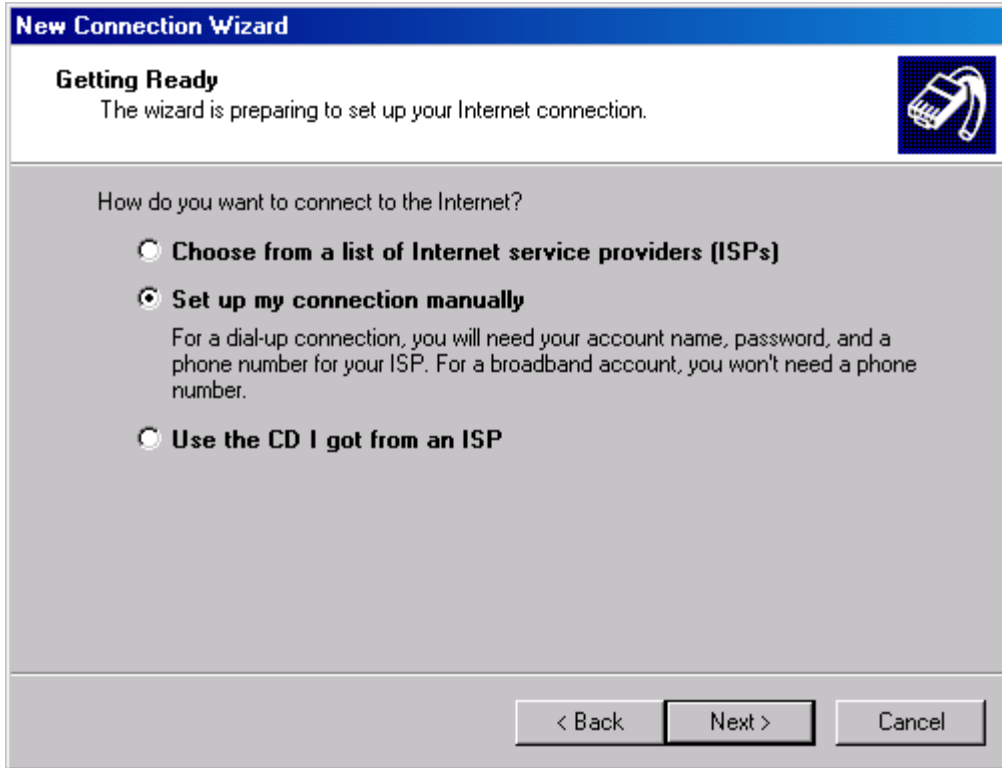 New Connection Wizard
Getting Ready
The wizard is preparing to set up your Internet connection.
How do you want to connect to the Internet?
Choose from a list of Internet service providers (ISPs)
Set up my connection manually
For a dial-up connection, you will need your account name, password, and a
phone number for your ISP. For a broadband account, you won't need a phone
number.
Use the CD I got from an ISP
< Back Next > Cancel